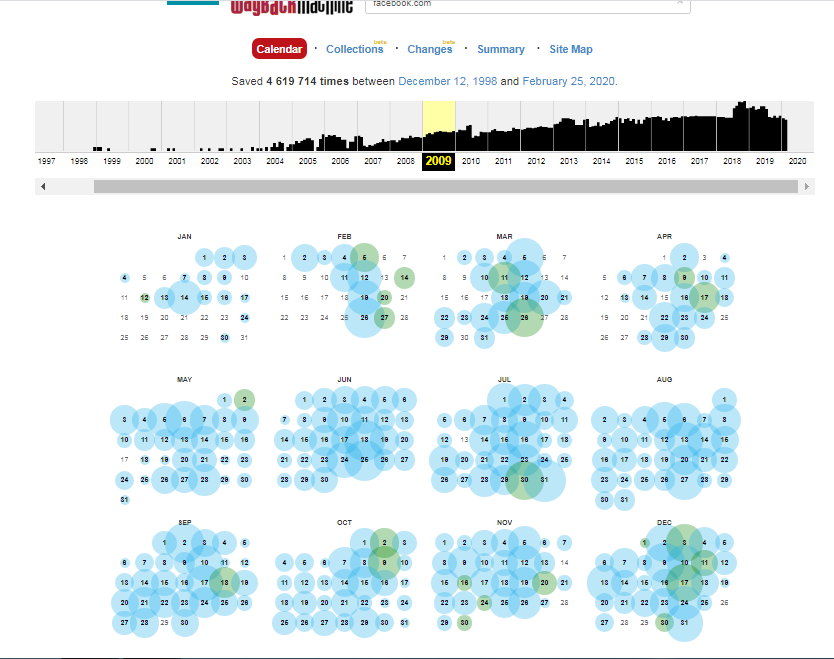 WayBackMachine
facebook.com
beta beta
Calendar · Collections · Changes · Summary · Site Map
Saved 4 619 714 times between December 12, 1998 and February 25, 2020.
1997 1998 1999 2000 2001 2002 2003 2004 2005 2006 2007 2008 2009 2010 2011 2012 2013 2014 2015 2016 2017 2018 2019 2020
JAN
1 2 3
4 5 6 7 8 9 10
11 12 13 14 15 16 17
18 19 20 21 22 23 24
25 26 27 28 29 30 31
FEB
1 2 3 4 5 6 7
8 9 10 11 12 13 14
15 16 17 18 19 20 21
22 23 24 25 26 27 28
MAR
1 2 3 4 5 6 7
8 9 10 11 12 13 14
15 16 17 18 19 20 21
22 23 24 25 26 27 28
29 30 31
APR
1 2 3 4
5 6 7 8 9 10 11
12 13 14 15 16 17 18
19 20 21 22 23 24 25
26 27 28 29 30
MAY
1 2
3 4 5 6 7 8 9
10 11 12 13 14 15 16
17 18 19 20 21 22 23
24 25 26 27 28 29 30
31
JUN
1 2 3 4 5 6
7 8 9 10 11 12 13
14 15 16 17 18 19 20
21 22 23 24 25 26 27
28 29 30
JUL
1 2 3 4
5 6 7 8 9 10 11
12 13 14 15 16 17 18
19 20 21 22 23 24 25
26 27 28 29 30 31
AUG
1
2 3 4 5 6 7 8
9 10 11 12 13 14 15
16 17 18 19 20 21 22
23 24 25 26 27 28 29
30 31
SEP
1 2 3 4 5
6 7 8 9 10 11 12
13 14 15 16 17 18 19
20 21 22 23 24 25 26
27 28 29 30
OCT
1 2 3
4 5 6 7 8 9 10
11 12 13 14 15 16 17
18 19 20 21 22 23 24
25 26 27 28 29 30 31
NOV
1 2 3 4 5 6 7
8 9 10 11 12 13 14
15 16 17 18 19 20 21
22 23 24 25 26 27 28
29 30
DEC
1 2 3 4 5
6 7 8 9 10 11 12
13 14 15 16 17 18 19
20 21 22 23 24 25 26
27 28 29 30 31